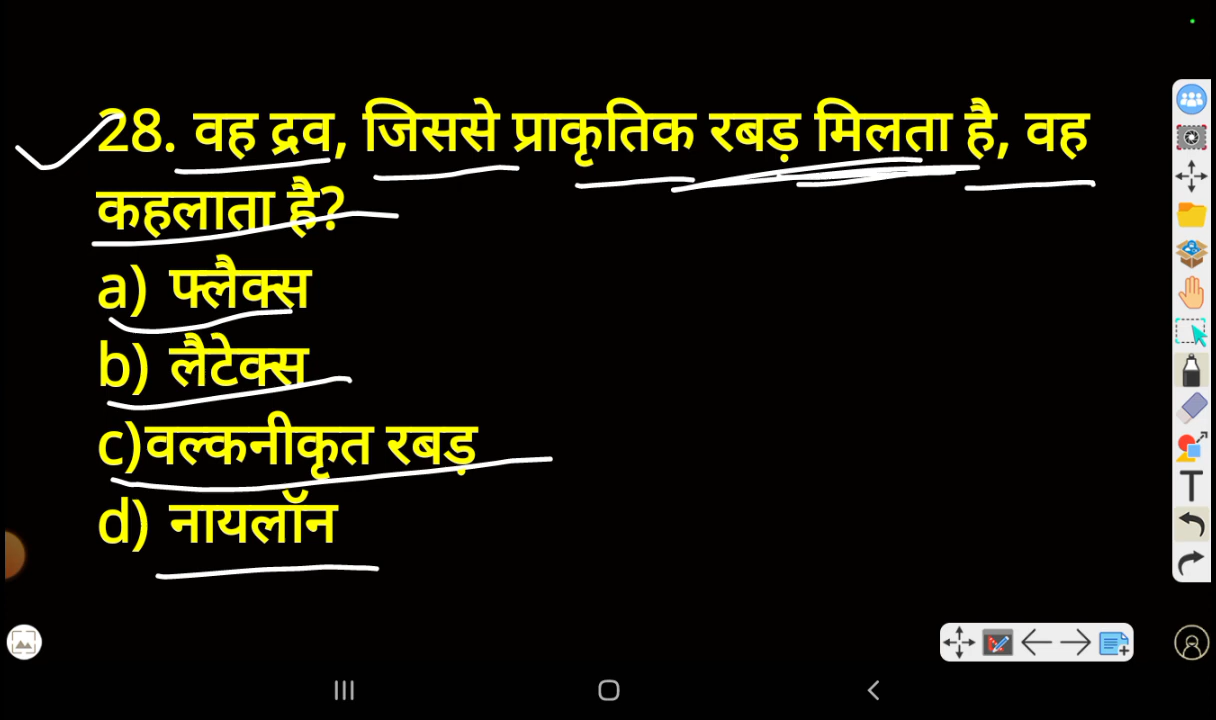 28. वह द्रव, जिससे प्राकृतिक रबड़ मिलता है, वह
कहलाता है?
a) फ्लैक्स
b) लैटेक्स
c)वल्कनीकृत रबड़
d) नायलॉन
T